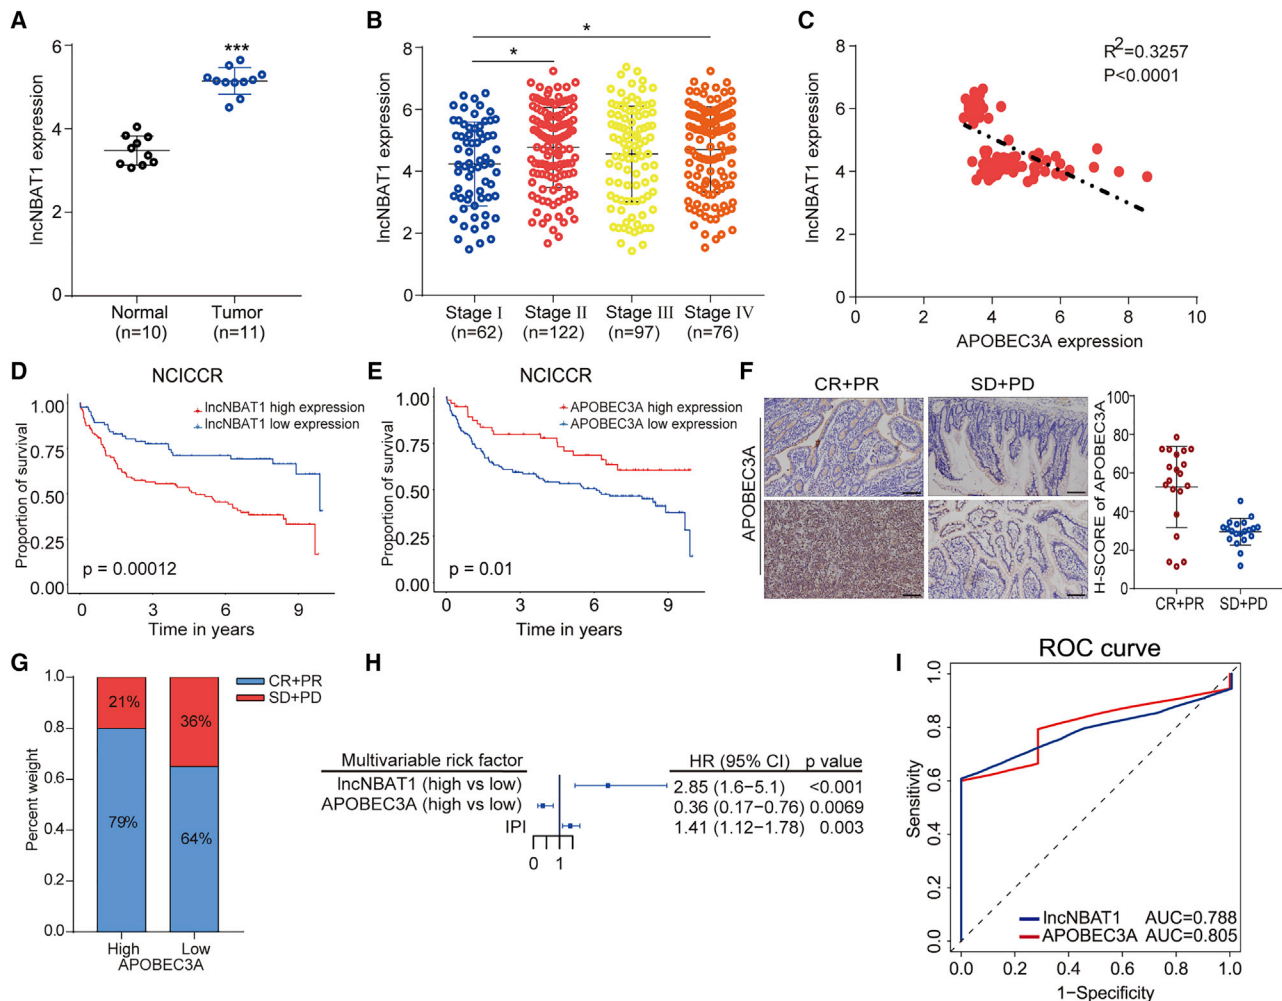 A
lncNBAT1 expression
6
4
2
0
***
Normal
(n=10)
Tumor
(n=11)
B
lncNBAT1 expression
8
6
4
2
0
*
*
Stage I
(n=62)
Stage II
(n=122)
Stage III
(n=97)
Stage IV
(n=76)
C
lncNBAT1 expression
8
6
4
2
0
R2=0.3257
P<0.0001
0 2 4 6 8 10
APOBEC3A expression
D
NCICCR
Proportion of survival
1.00
0.75
0.50
0.25
0.00
lncNBAT1 high expression
lncNBAT1 low expression
p = 0.00012
0 3 6 9
Time in years
E
NCICCR
Proportion of survival
1.00
0.75
0.50
0.25
0.00
APOBEC3A high expression
APOBEC3A low expression
p = 0.01
0 3 6 9
Time in years
F
CR+PR SD+PD
APOBEC3A
H-SCORE of APOBEC3A
100
80
60
40
20
0
CR+PR SD+PD
G
Percent weight
1.0
0.8
0.6
0.4
0.2
0.0
CR+PR
SD+PD
21%
36%
79%
64%
High Low
APOBEC3A
H
Multivariable rick factor HR (95% CI) p value
lncNBAT1 (high vs low) 2.85 (1.6−5.1) <0.001
APOBEC3A (high vs low) 0.36 (0.17−0.76) 0.0069
IPI 1.41 (1.12−1.78) 0.003
0 1
I
ROC curve
Sensitivity
1.0
0.8
0.6
0.4
0.2
0.0
lncNBAT1 AUC=0.788
APOBEC3A AUC=0.805
0.0 0.2 0.4 0.6 0.8 1.0
1−Specificity